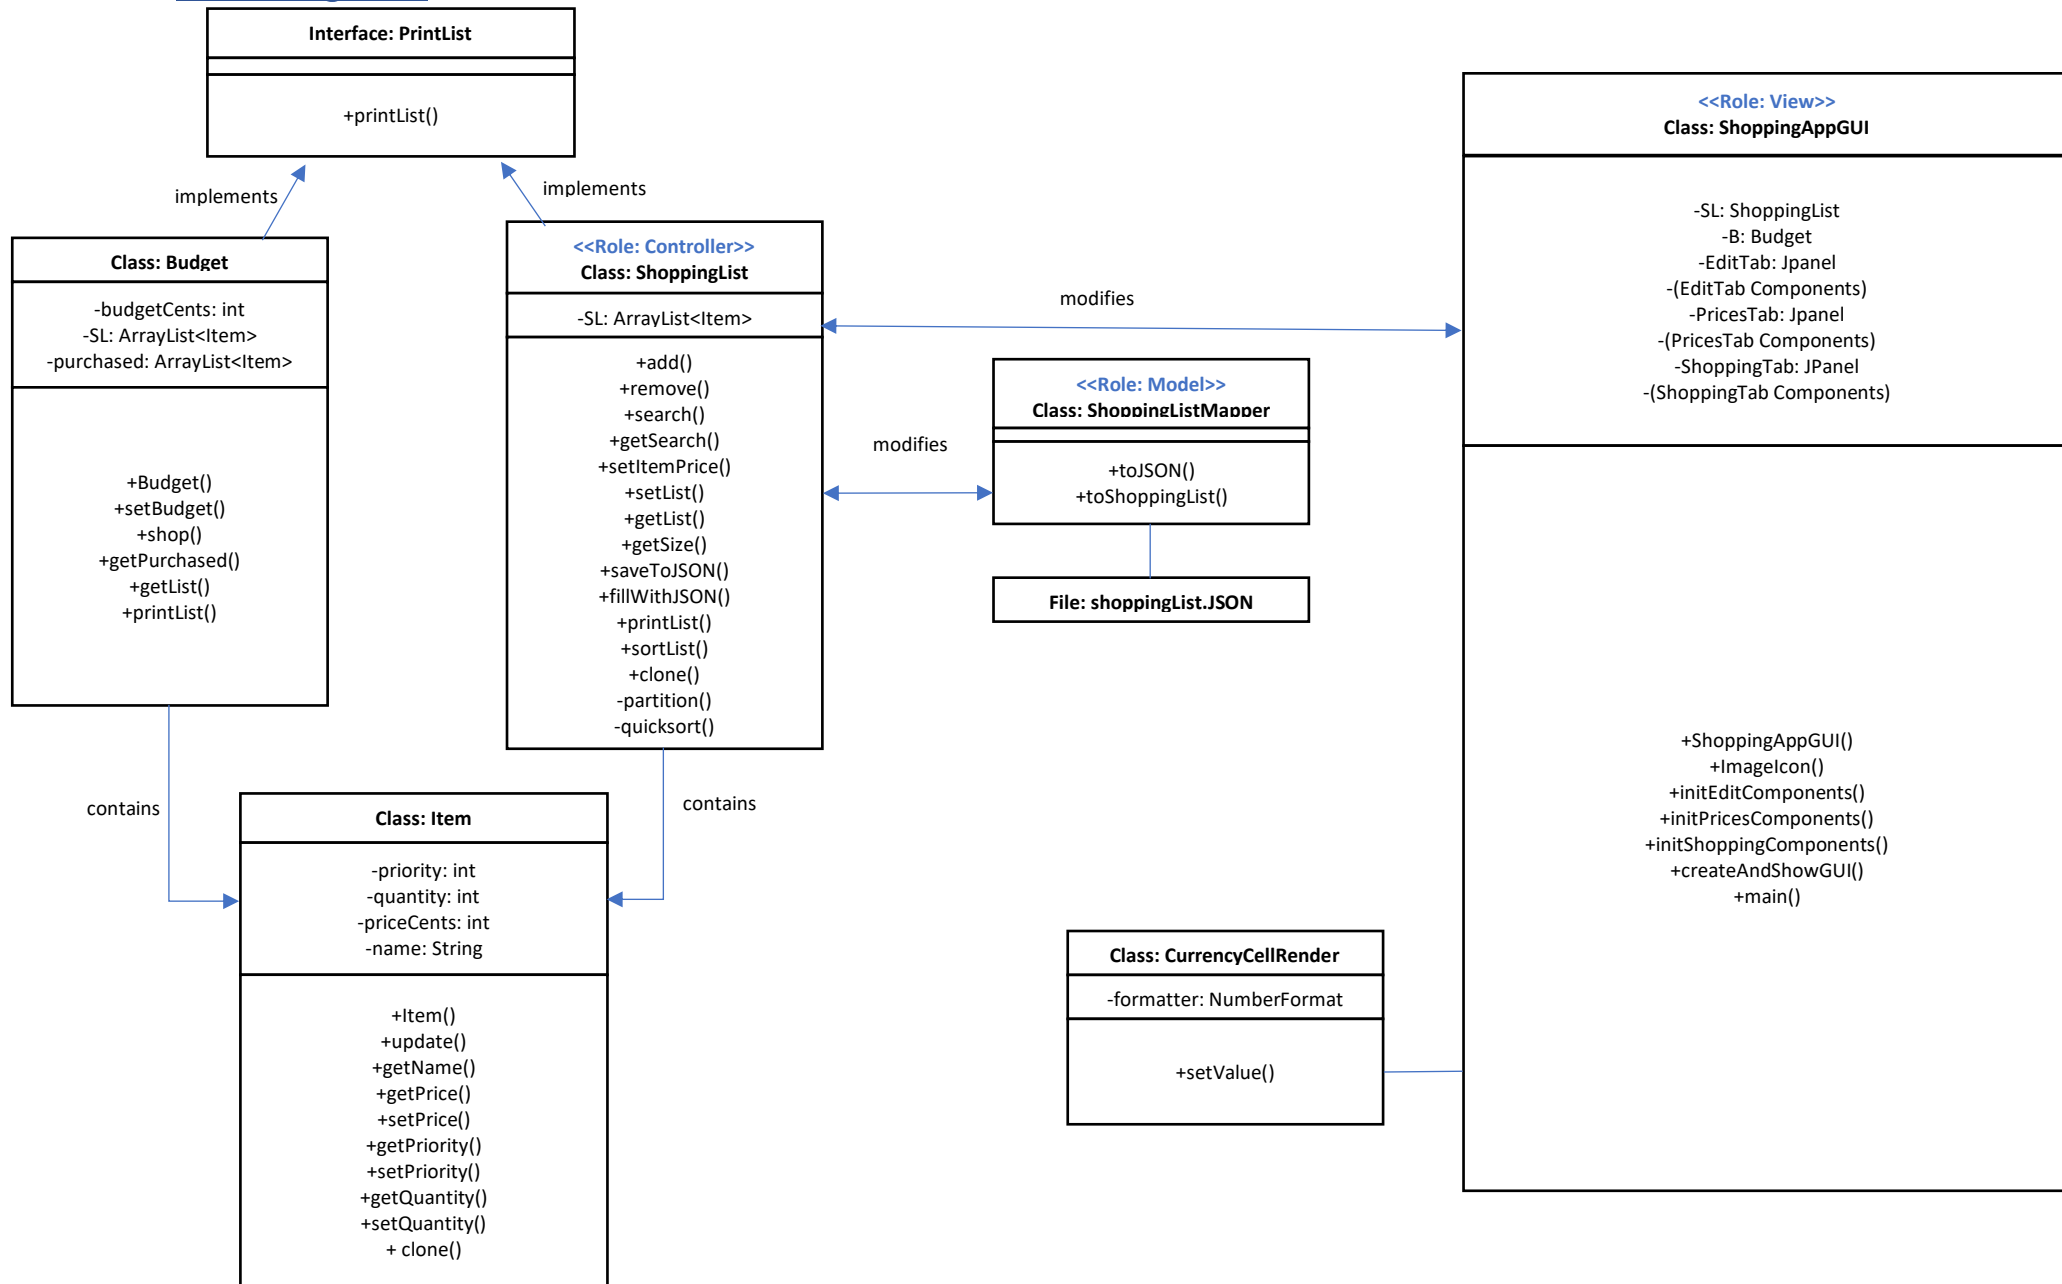 Interface: PrintList
+printList()
implements
implements
Class: Budget
-budgetCents: int
-SL: ArrayList<Item>
-purchased: ArrayList<Item>
+Budget()
+setBudget()
+shop()
+getPurchased()
+getList()
+printList()
<<Role: Controller>>
Class: ShoppingList
-SL: ArrayList<Item>
+add()
+remove()
+search()
+getSearch()
+setItemPrice()
+setList()
+getList()
+getSize()
+saveToJSON()
+fillWithJSON()
+printList()
+sortList()
+clone()
-partition()
-quicksort()
modifies
modifies
<<Role: Model>>
Class: ShoppingListMapper
+toJSON()
+toShoppingList()
File: shoppingList.JSON
<<Role: View>>
Class: ShoppingAppGUI
-SL: ShoppingList
-B: Budget
-EditTab: Jpanel
-(EditTab Components)
-PricesTab: Jpanel
-(PricesTab Components)
-ShoppingTab: JPanel
-(ShoppingTab Components)
+ShoppingAppGUI()
+ImageIcon()
+initEditComponents()
+initPricesComponents()
+initShoppingComponents()
+createAndShowGUI()
+main()
contains
contains
Class: Item
-priority: int
-quantity: int
-priceCents: int
-name: String
+Item()
+update()
+getName()
+getPrice()
+setPrice()
+getPriority()
+setPriority()
+getQuantity()
+setQuantity()
+ clone()
Class: CurrencyCellRender
-formatter: NumberFormat
+setValue()